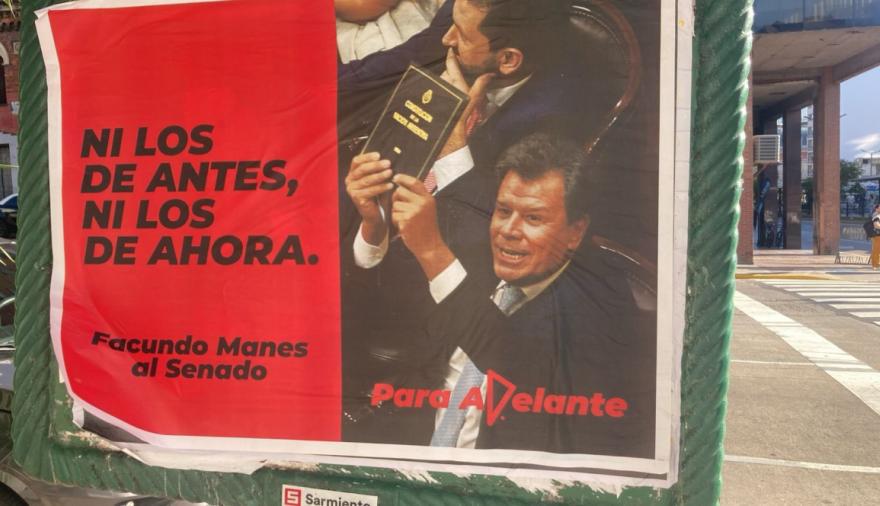 NI LOS
DE ANTES,
NI LOS
DE AHORA.
Facundo Manes
al Senado
Para Adelante
S Sarmiento